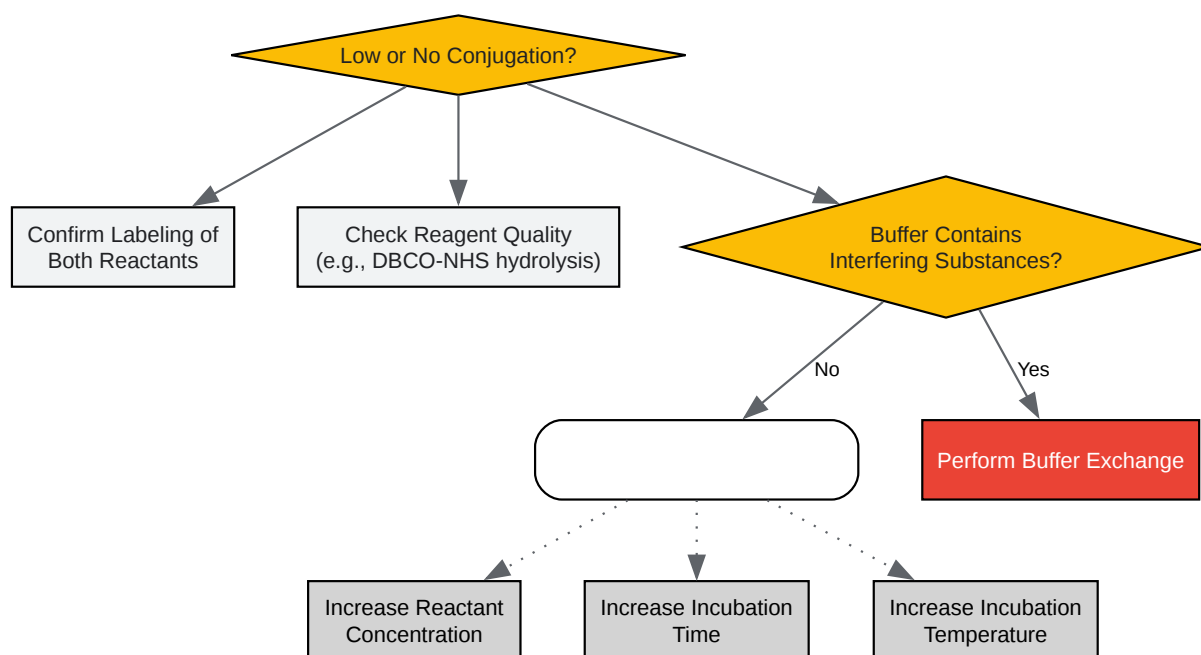 Low or No Conjugation?
Confirm Labeling of
Both Reactants
Check Reagent Quality
(e.g., DBCO-NHS hydrolysis)
Buffer Contains
Interfering Substances?
No
Yes
Perform Buffer Exchange
Increase Reactant
Concentration
Increase Incubation
Time
Increase Incubation
Temperature